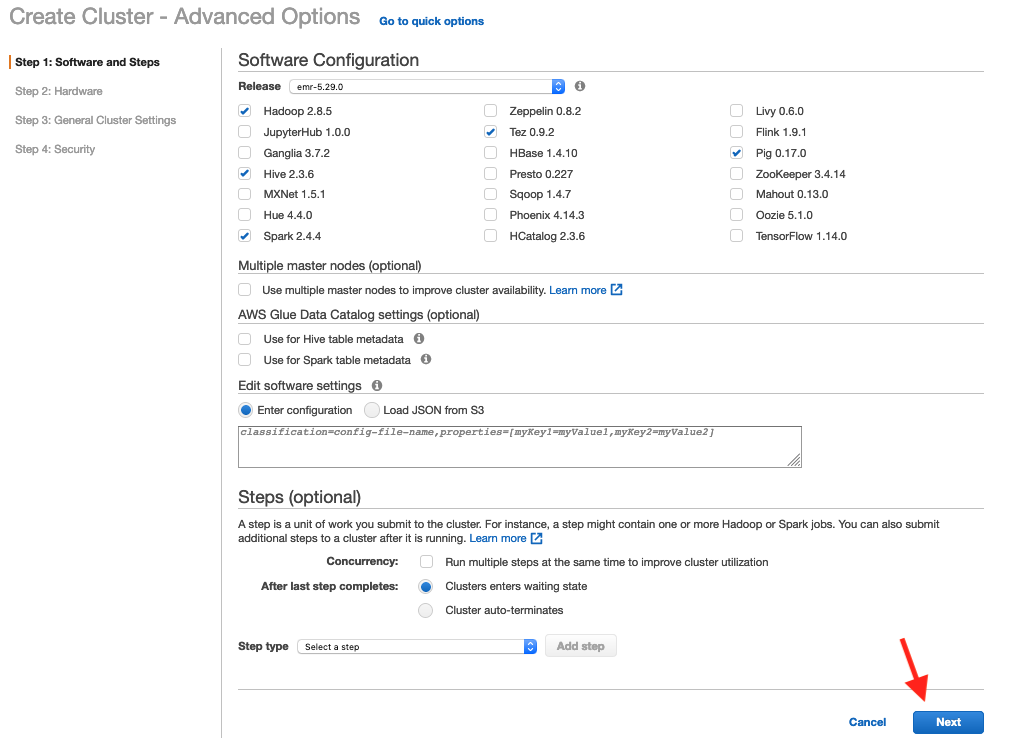 Create Cluster - Advanced Options Go to quick options
Step 1: Software and Steps
Step 2: Hardware
Step 3: General Cluster Settings
Step 4: Security
Software Configuration
Release emr-5.29.0
Hadoop 2.8.5 Zeppelin 0.8.2 Livy 0.6.0
JupyterHub 1.0.0 Tez 0.9.2 Flink 1.9.1
Ganglia 3.7.2 HBase 1.4.10 Pig 0.17.0
Hive 2.3.6 Presto 0.227 ZooKeeper 3.4.14
MXNet 1.5.1 Sqoop 1.4.7 Mahout 0.13.0
Hue 4.4.0 Phoenix 4.14.3 Oozie 5.1.0
Spark 2.4.4 HCatalog 2.3.6 TensorFlow 1.14.0
Multiple master nodes (optional)
Use multiple master nodes to improve cluster availability. Learn more
AWS Glue Data Catalog settings (optional)
Use for Hive table metadata
Use for Spark table metadata
Edit software settings
Enter configuration Load JSON from S3
classification=config-file-name,properties=[myKey1=myValue1,myKey2=myValue2]
Steps (optional)
A step is a unit of work you submit to the cluster. For instance, a step might contain one or more Hadoop or Spark jobs. You can also submit
additional steps to a cluster after it is running. Learn more
Concurrency: Run multiple steps at the same time to improve cluster utilization
After last step completes: Clusters enters waiting state
Cluster auto-terminates
Step type Select a step Add step
Cancel Next